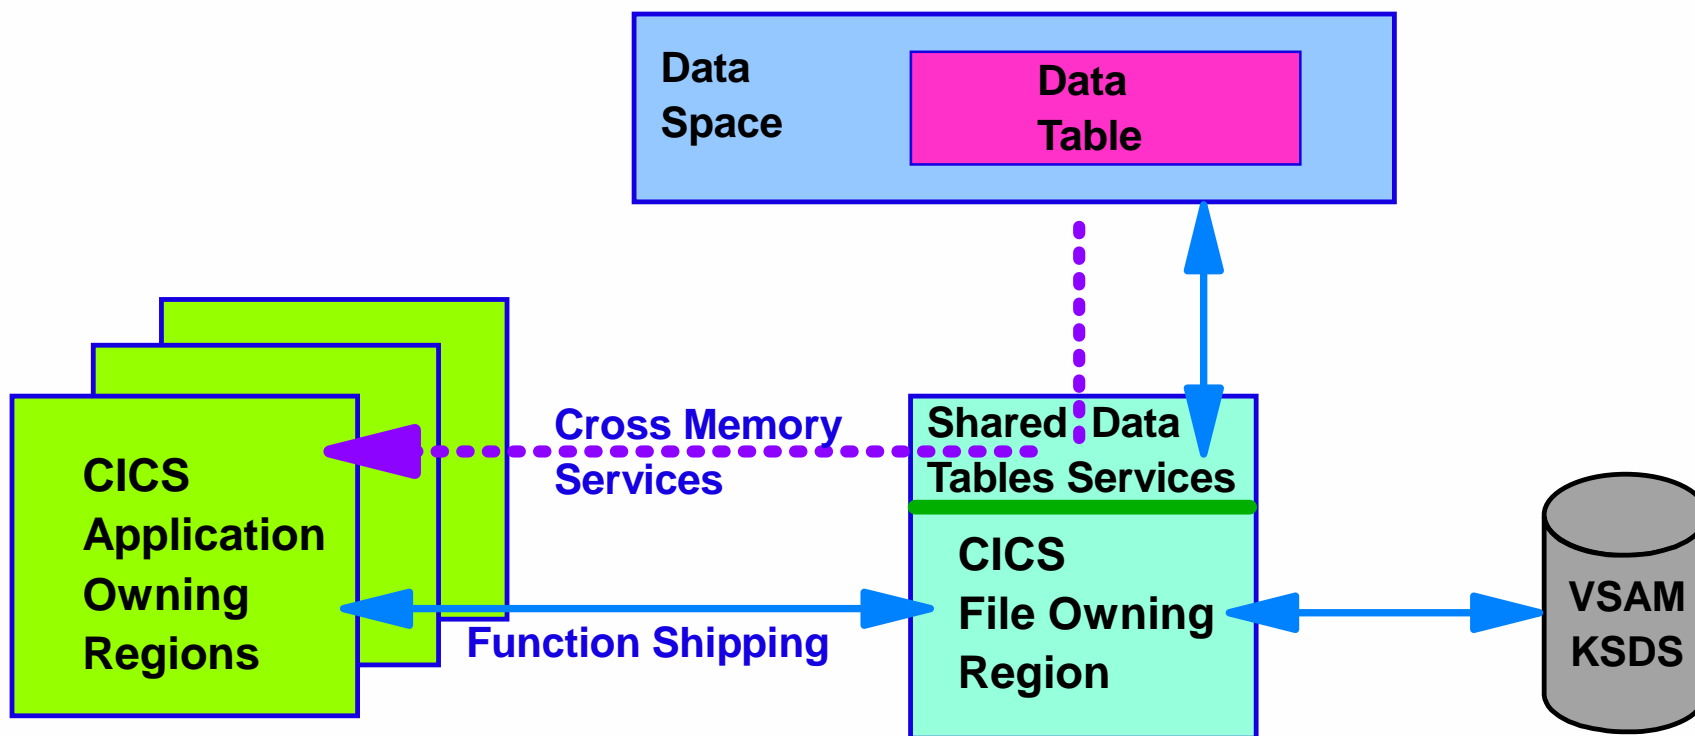 Data
Space
Data
Table
Cross Memory
Services
Shared Data
Tables Services
CICS
Application
Owning
Regions
Function Shipping
CICS
File Owning
Region
VSAM
KSDS